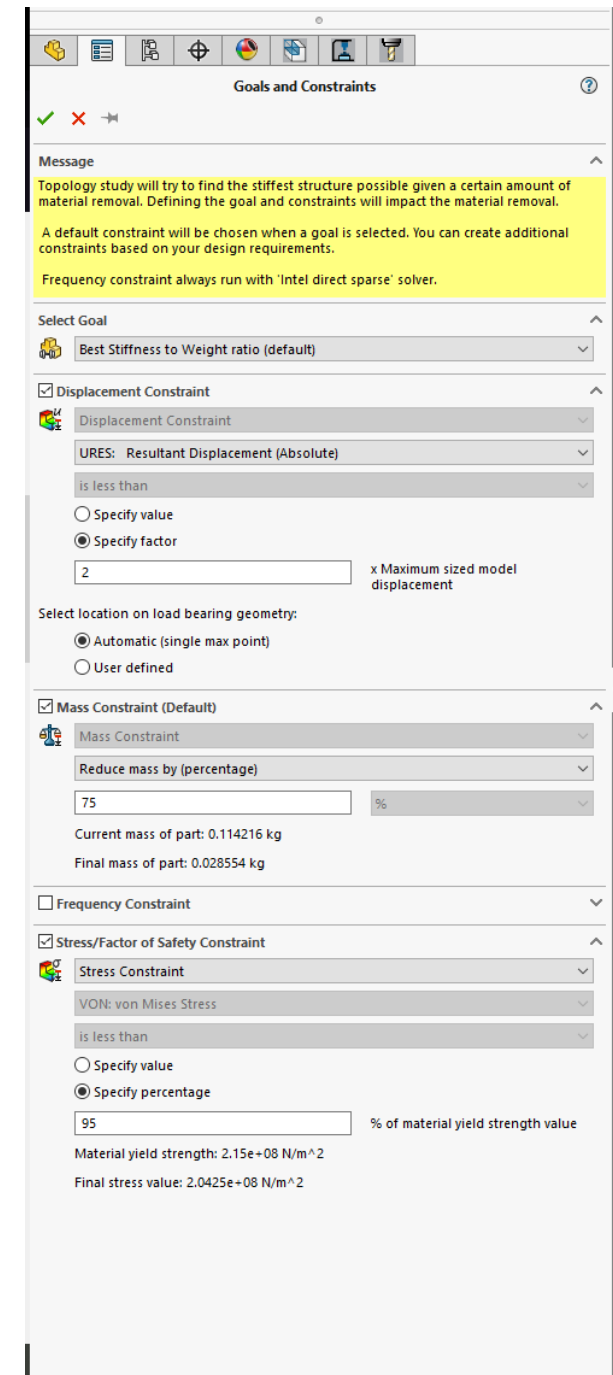 Goals and Constraints
Message
Topology study will try to find the stiffest structure possible given a certain amount of
material removal. Defining the goal and constraints will impact the material removal.
A default constraint will be chosen when a goal is selected. You can create additional
constraints based on your design requirements.
Frequency constraint always run with 'Intel direct sparse' solver.
Select Goal
Best Stiffness to Weight ratio (default)
Displacement Constraint
Displacement Constraint
URES: Resultant Displacement (Absolute)
is less than
Specify value
Specify factor
2 x Maximum sized model
displacement
Select location on load bearing geometry:
Automatic (single max point)
User defined
Mass Constraint (Default)
Mass Constraint
Reduce mass by (percentage)
75 %
Current mass of part: 0.114216 kg
Final mass of part: 0.028554 kg
Frequency Constraint
Stress/Factor of Safety Constraint
Stress Constraint
VON: von Mises Stress
is less than
Specify value
Specify percentage
95 % of material yield strength value
Material yield strength: 2.15e+08 N/m^2
Final stress value: 2.0425e+08 N/m^2